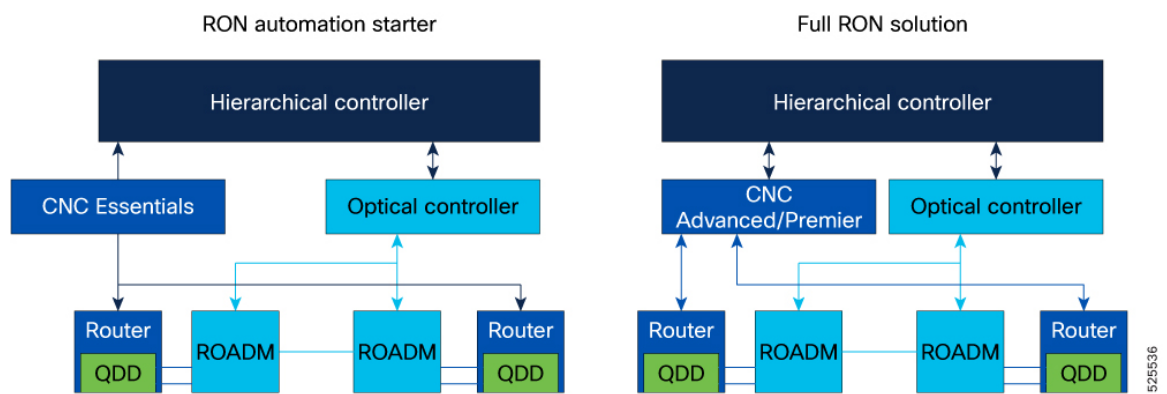 RON automation starter
Full RON solution
Hierarchical controller
Hierarchical controller
CNC Essentials
Optical controller
CNC
Advanced/Premier
Optical controller
Router
QDD
ROADM
ROADM
Router
QDD
Router
QDD
ROADM
ROADM
Router
QDD
525536